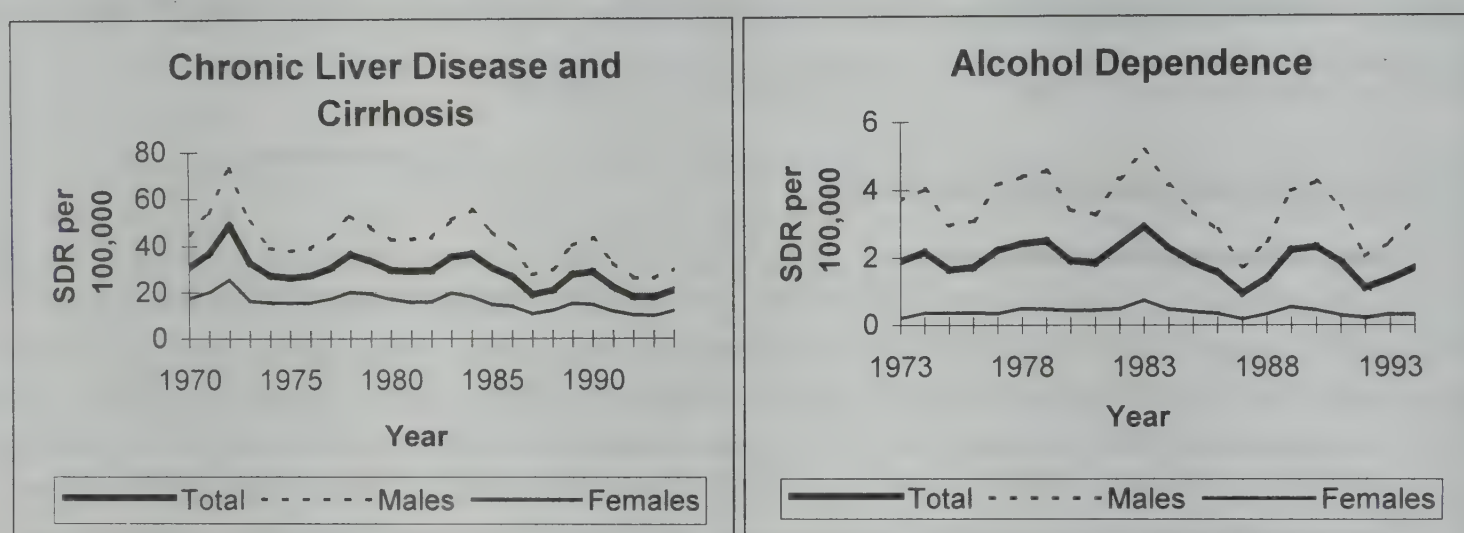 Chronic Liver Disease and
Cirrhosis
80
60
40
20
0
SDR per
100,000
1970 1975 1980 1985 1990
Year
Total Males Females
Alcohol Dependence
6
4
2
0
SDR per
100,000
1973 1978 1983 1988 1993
Year
Total Males Females